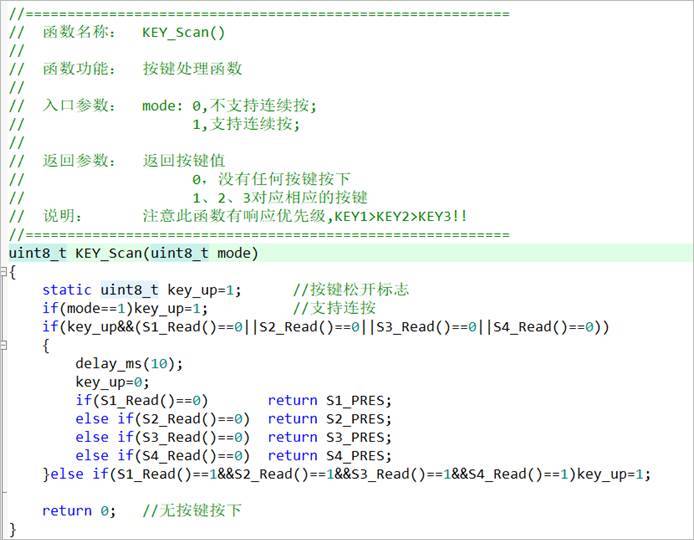 //==========================================================
//  函数名称：  KEY_Scan()
//
//  函数功能：  按键处理函数
//
//  入口参数：  mode: 0,不支持连续按;
//                    1,支持连续按;
//
//  返回参数：  返回按键值
//                    0，没有任何按键按下
//                    1、2、3对应相应的按键
//  说明：      注意此函数有响应优先级,KEY1>KEY2>KEY3!!
//==========================================================
uint8_t KEY_Scan(uint8_t mode)
{
    static uint8_t key_up=1;      //按键松开标志
    if(mode==1)key_up=1;          //支持连按
    if(key_up&&(S1_Read()==0||S2_Read()==0||S3_Read()==0||S4_Read()==0))
    {
        delay_ms(10);
        key_up=0;
        if(S1_Read()==0)       return S1_PRES;
        else if(S2_Read()==0)  return S2_PRES;
        else if(S3_Read()==0)  return S3_PRES;
        else if(S4_Read()==0)  return S4_PRES;
    }else if(S1_Read()==1&&S2_Read()==1&&S3_Read()==1&&S4_Read()==1)key_up=1;

    return 0;   //无按键按下
}